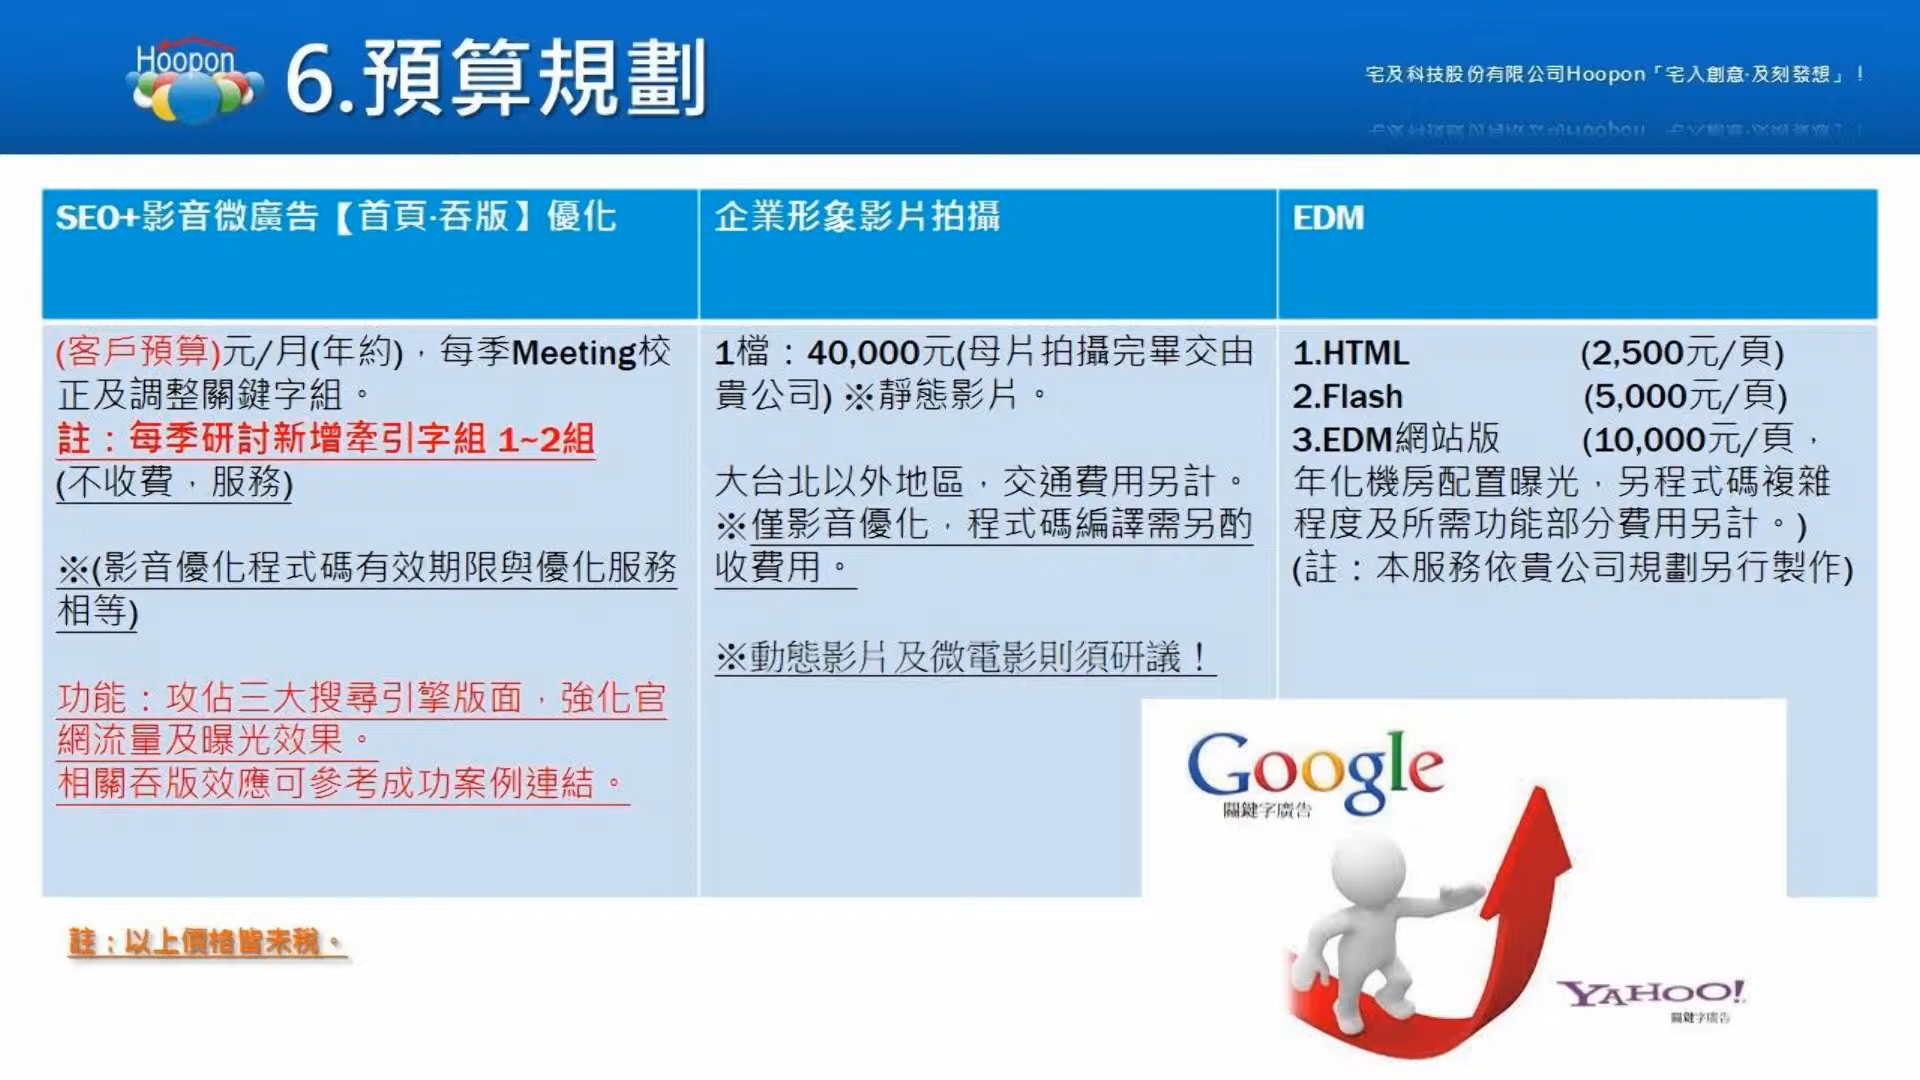 Hoopon
6.預算規劃
宅及科技股份有限公司Hoopon「宅入創意‧及刻發想」！
SEO+影音微廣告【首頁‧吞版】優化
(客戶預算)元/月(年約)，每季Meeting校
正及調整關鍵字組。
註：每季研討新增牽引字組 1~2組
(不收費，服務)
※(影音優化程式碼有效期限與優化服務
相等)
功能：攻佔三大搜尋引擎版面，強化官
網流量及曝光效果。
相關吞版效應可參考成功案例連結。
企業形象影片拍攝
1檔：40,000元(母片拍攝完畢交由
貴公司) ※靜態影片。
大台北以外地區，交通費用另計。
※僅影音優化，程式碼編譯需另酌
收費用。
※動態影片及微電影則須研議！
EDM
1.HTML (2,500元/頁)
2.Flash (5,000元/頁)
3.EDM網站版 (10,000元/頁，
年化機房配置曝光，另程式碼複雜
程度及所需功能部分費用另計。)
(註：本服務依貴公司規劃另行製作)
Google
關鍵字廣告
YAHOO!
關鍵字廣告
註：以上價格皆未稅。